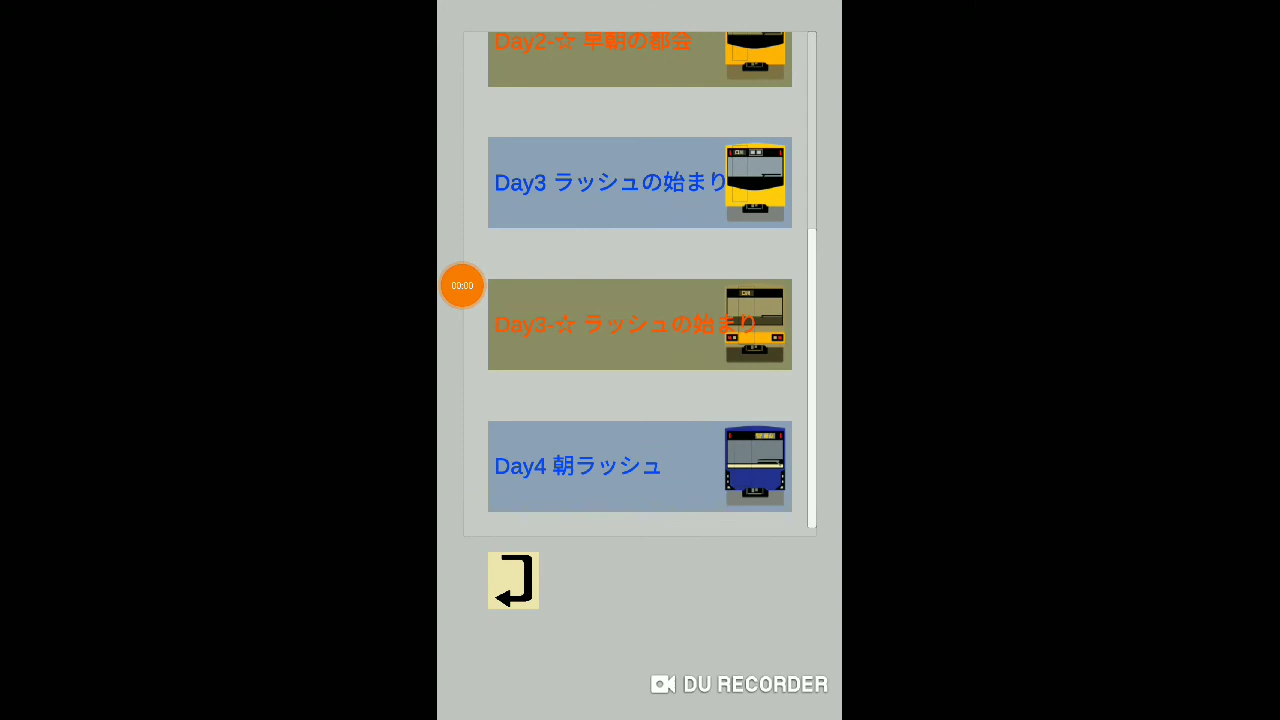 Day2-☆ 早朝の都会
Day3 ラッシュの始まり
00:00
Day3-☆ ラッシュの始まり
Day4 朝ラッシュ
DU RECORDER